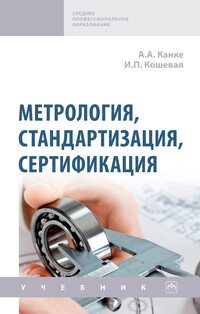 СРЕДНЕЕ
ПРОФЕССИОНАЛЬНОЕ
ОБРАЗОВАНИЕ
А.А. Канке
И.П. Кошевая
МЕТРОЛОГИЯ,
СТАНДАРТИЗАЦИЯ,
СЕРТИФИКАЦИЯ
УЧЕБНИК